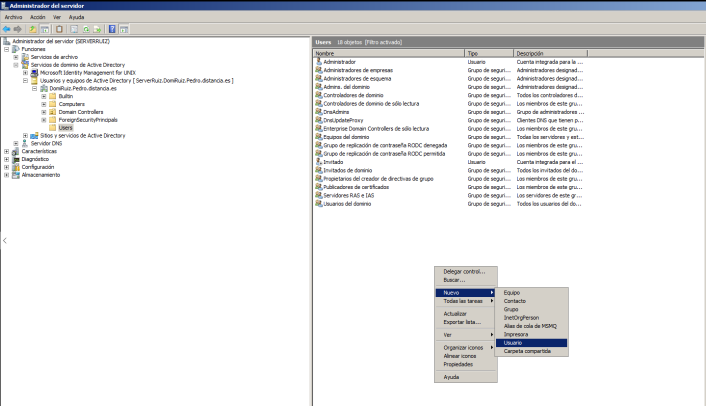 Administrador del servidor
Archivo Acción Ver Ayuda
Administrador del servidor (SERVERRUIZ)
Funciones
Servicios de archivo
Servicios de dominio de Active Directory
Microsoft Identity Management for UNIX
Usuarios y equipos de Active Directory [ ServerRuiz.DomiRuiz.Pedro.distancia.es ]
DomiRuiz.Pedro.distancia.es
Builtin
Computers
Domain Controllers
ForeignSecurityPrincipals
Users
Sitios y servicios de Active Directory
Servidor DNS
Características
Diagnóstico
Configuración
Almacenamiento
Users 18 objetos [Filtro activado]
Nombre Tipo Descripción
Administrador Usuario Cuenta integrada para la ...
Administradores de empresas Grupo de seguri... Administradores designad...
Administradores de esquema Grupo de seguri... Administradores designad...
Admins. del dominio Grupo de seguri... Administradores designad...
Controladores de dominio Grupo de seguri... Todos los controladores d...
Controladores de dominio de sólo lectura Grupo de seguri... Los miembros de este gru...
DnsAdmins Grupo de seguri... Grupo de administradores ...
DnsUpdateProxy Grupo de seguri... Clientes DNS que tienen p...
Enterprise Domain Controllers de sólo lectura Grupo de seguri... Los miembros de este gru...
Equipos del dominio Grupo de seguri... Todas los servidores y est...
Grupo de replicación de contraseña RODC denegada Grupo de seguri... Los miembros de este gru...
Grupo de replicación de contraseña RODC permitida Grupo de seguri... Los miembros de este gru...
Invitado Usuario Cuenta integrada para el ...
Invitados de dominio Grupo de seguri... Todos los invitados del do...
Propietarios del creador de directivas de grupo Grupo de seguri... Los miembros de este gru...
Publicadores de certificados Grupo de seguri... Los miembros de este gru...
Servidores RAS e IAS Grupo de seguri... Los servidores de este gr...
Usuarios del dominio Grupo de seguri... Todos los usuarios del do...
Delegar control...
Buscar...
Nuevo
Todas las tareas
Actualizar
Exportar lista...
Ver
Organizar iconos
Alinear iconos
Propiedades
Ayuda
Equipo
Contacto
Grupo
InetOrgPerson
Alias de cola de MSMQ
Impresora
Usuario
Carpeta compartida